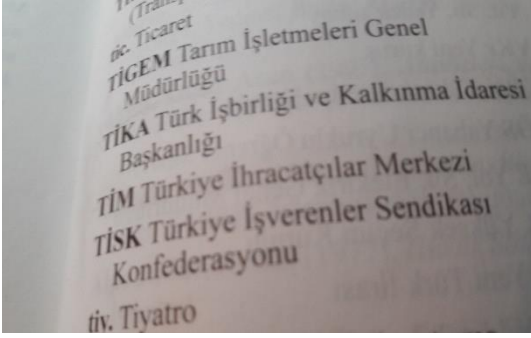 tic. Ticaret
TİGEM Tarım İşletmeleri Genel
Müdürlüğü
TİKA Türk İşbirliği ve Kalkınma İdaresi
Başkanlığı
TİM Türkiye İhracatçılar Merkezi
TİSK Türkiye İşverenler Sendikası
Konfederasyonu
tiy. Tiyatro